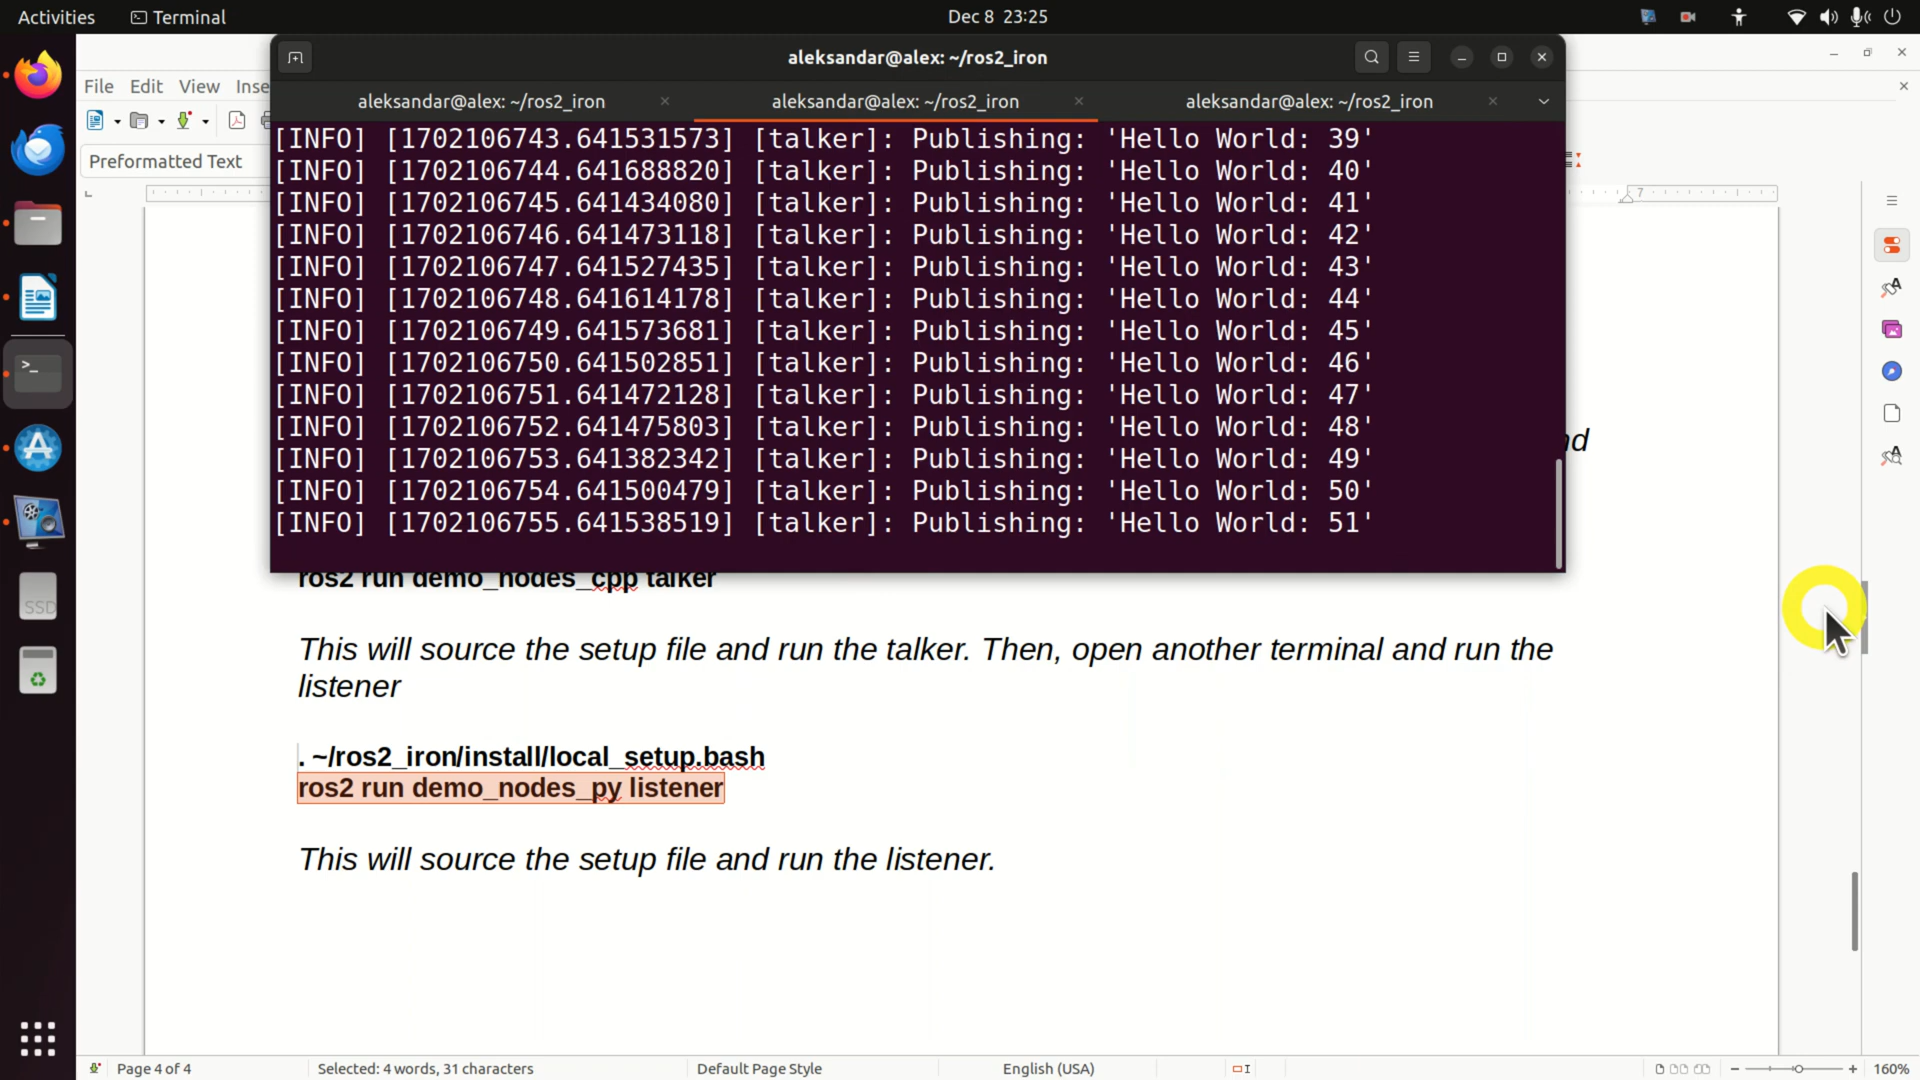 Activities Terminal Dec 8 23:25
aleksandar@alex: ~/ros2_iron
aleksandar@alex: ~/ros2_iron × aleksandar@alex: ~/ros2_iron × aleksandar@alex: ~/ros2_iron ×
File Edit View Inse
Preformatted Text
7
[INFO] [1702106743.641531573] [talker]: Publishing: 'Hello World: 39'
[INFO] [1702106744.641688820] [talker]: Publishing: 'Hello World: 40'
[INFO] [1702106745.641434080] [talker]: Publishing: 'Hello World: 41'
[INFO] [1702106746.641473118] [talker]: Publishing: 'Hello World: 42'
[INFO] [1702106747.641527435] [talker]: Publishing: 'Hello World: 43'
[INFO] [1702106748.641614178] [talker]: Publishing: 'Hello World: 44'
[INFO] [1702106749.641573681] [talker]: Publishing: 'Hello World: 45'
[INFO] [1702106750.641502851] [talker]: Publishing: 'Hello World: 46'
[INFO] [1702106751.641472128] [talker]: Publishing: 'Hello World: 47'
[INFO] [1702106752.641475803] [talker]: Publishing: 'Hello World: 48'
[INFO] [1702106753.641382342] [talker]: Publishing: 'Hello World: 49'
[INFO] [1702106754.641500479] [talker]: Publishing: 'Hello World: 50'
[INFO] [1702106755.641538519] [talker]: Publishing: 'Hello World: 51'
ros2 run demo_nodes_cpp talker
This will source the setup file and run the talker. Then, open another terminal and run the
listener
. ~/ros2_iron/install/local_setup.bash
ros2 run demo_nodes_py listener
This will source the setup file and run the listener.
SSD
Page 4 of 4 Selected: 4 words, 31 characters Default Page Style English (USA) 160%